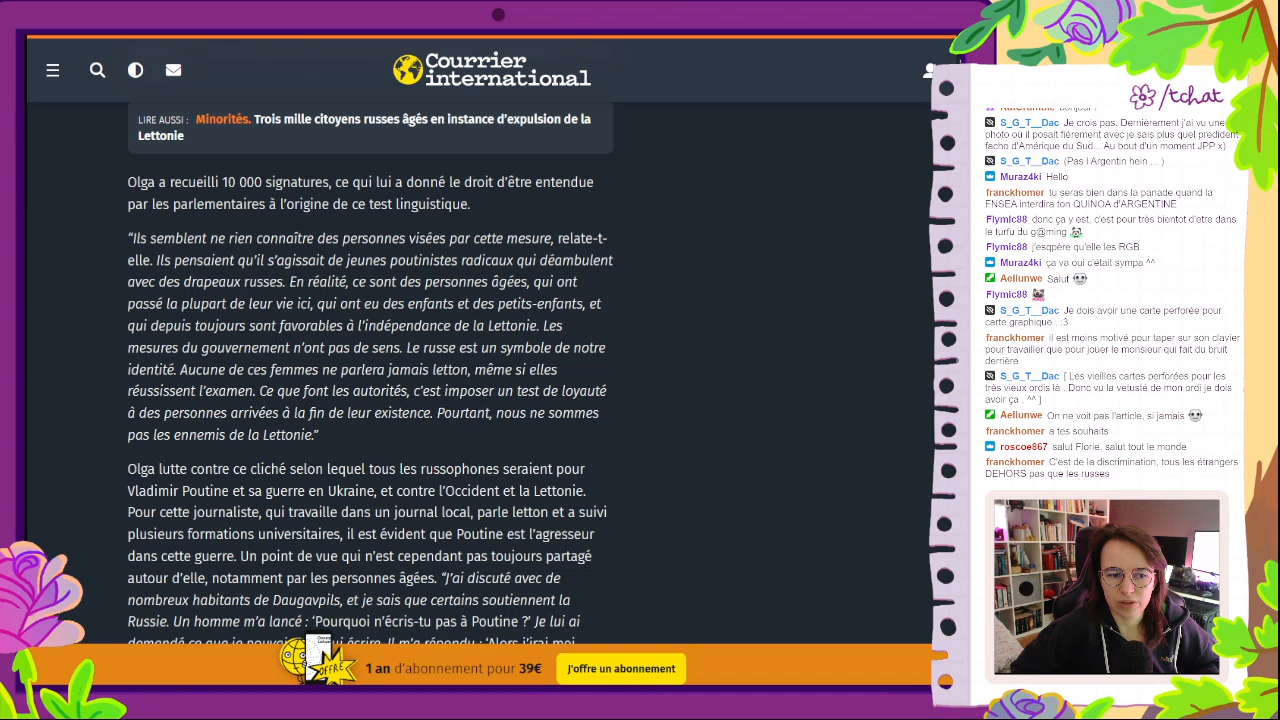 Courrier
international
LIRE AUSSI : Minorités. Trois mille citoyens russes âgés en instance d’expulsion de la
Lettonie
Olga a recueilli 10 000 signatures, ce qui lui a donné le droit d’être entendue
par les parlementaires à l’origine de ce test linguistique.
“Ils semblent ne rien connaître des personnes visées par cette mesure, relate-t-
elle. Ils pensaient qu’il s’agissait de jeunes poutinistes radicaux qui déambulent
avec des drapeaux russes. En réalité, ce sont des personnes âgées, qui ont
passé la plupart de leur vie ici, qui ont eu des enfants et des petits-enfants, et
qui depuis toujours sont favorables à l’indépendance de la Lettonie. Les
mesures du gouvernement n’ont pas de sens. Le russe est un symbole de notre
identité. Aucune de ces femmes ne parlera jamais letton, même si elles
réussissent l’examen. Ce que font les autorités, c’est imposer un test de loyauté
à des personnes arrivées à la fin de leur existence. Pourtant, nous ne sommes
pas les ennemis de la Lettonie.”
Olga lutte contre ce cliché selon lequel tous les russophones seraient pour
Vladimir Poutine et sa guerre en Ukraine, et contre l’Occident et la Lettonie.
Pour cette journaliste, qui travaille dans un journal local, parle letton et a suivi
plusieurs formations universitaires, il est évident que Poutine est l’agresseur
dans cette guerre. Un point de vue qui n’est cependant pas toujours partagé
autour d’elle, notamment par les personnes âgées. “J’ai discuté avec de
nombreux habitants de Daugavpils, et je sais que certains soutiennent la
Russie. Un homme m’a lancé : ‘Pourquoi n’écris-tu pas à Poutine ?’ Je lui ai
OFFRE
1 an d’abonnement pour 39€
J’offre un abonnement
/tchat
S_G_T__Dac Je crois pas. Dernièrement j'ai vu une
photo où il posait fièrement avec je sais plus quel predident
facho d'Amérique du Sud... Au bout d'un moment JPP x)
S_G_T__Dac (Pas l Argentin hein ... )
Muraz4ki Hello
franckhomer tu seras bien dans la panade quand la
FNSEA interdira ton QUINOA d'ARGENTINE
Flymic88 donc ça y est, c'est pour très bientot d'etre dans
le turfu du g@ming
Flymic88 j'esqpère qu'elle les RGB
Muraz4ki ça va oui c'était sympa ^^
Aeliunwe Salut
Flymic88
S_G_T__Dac Je dois avoir une carte perforée pour
carte graphique . :3
franckhomer il est moins motivé pour taper sur son clavier
pour travailler que pour jouer le monsieur qui fait du bruit
derrière
S_G_T__Dac [ Les vieilles cartes perforées pour les
très vieux ordis là . Donc vu la vetusté de mon ordi je dois
avoir ça . ^^ ]
Aeliunwe On ne voit pas l'article, si jamais
franckhomer a tes souhaits
roscoe867 salut Florie, salut tout le monde
franckhomer C'est de la discrimination, tous les étrangers
DEHORS pas que les russes